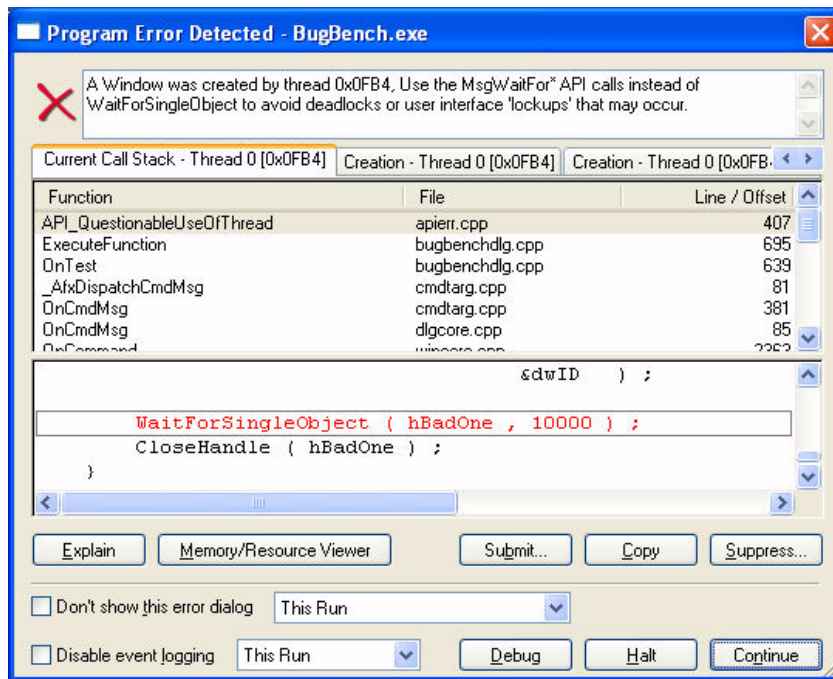 Program Error Detected - BugBench.exe
A Window was created by thread 0x0FB4, Use the MsgWaitFor* API calls instead of
WaitForSingleObject to avoid deadlocks or user interface 'lockups' that may occur.
Current Call Stack - Thread 0 [0x0FB4] Creation - Thread 0 [0x0FB4] Creation - Thread 0 [0x0FB
Function File Line / Offset
API_QuestionableUseOfThread apierr.cpp 407
ExecuteFunction bugbenchdlg.cpp 695
OnTest bugbenchdlg.cpp 639
_AfxDispatchCmdMsg cmdtarg.cpp 81
OnCmdMsg cmdtarg.cpp 381
OnCmdMsg dlgcore.cpp 85
OnCommand wincore.cpp
&dwID ) ;
WaitForSingleObject ( hBadOne , 10000 ) ;
CloseHandle ( hBadOne ) ;
}
Explain Memory/Resource Viewer Submit... Copy Suppress...
Don't show this error dialog This Run
Disable event logging This Run Debug Halt Continue